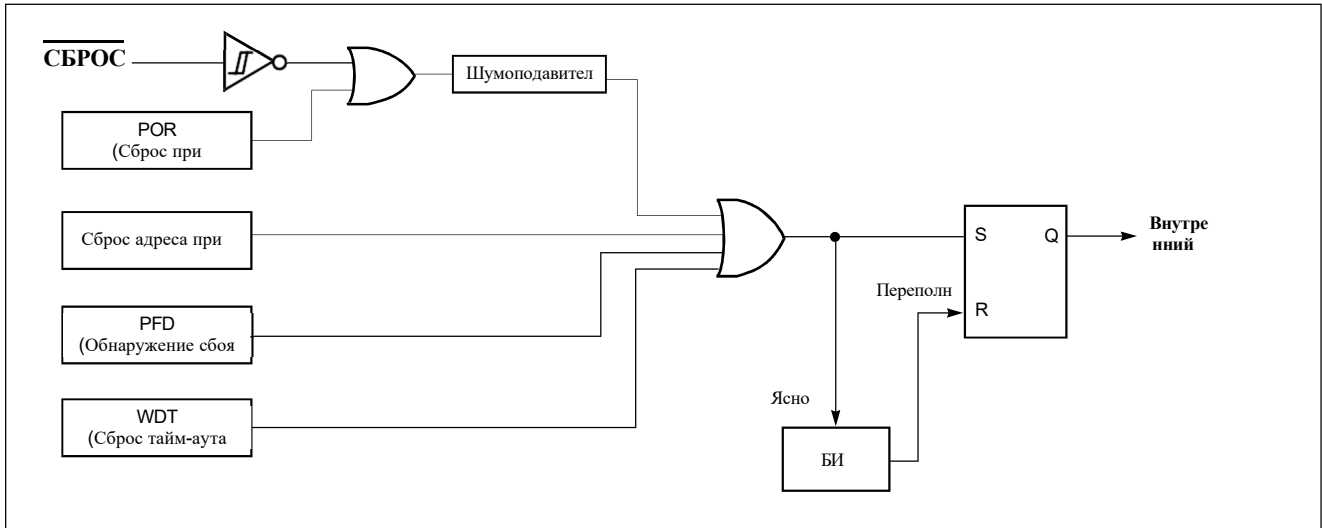 СБРОС
Шумоподавител
POR
(Сброс при
Сброс адреса при
S
Q
Внутре
нний
Переполн
R
PFD
(Обнаружение сбоя
Ясно
WDT
(Сброс тайм-аута
БИ